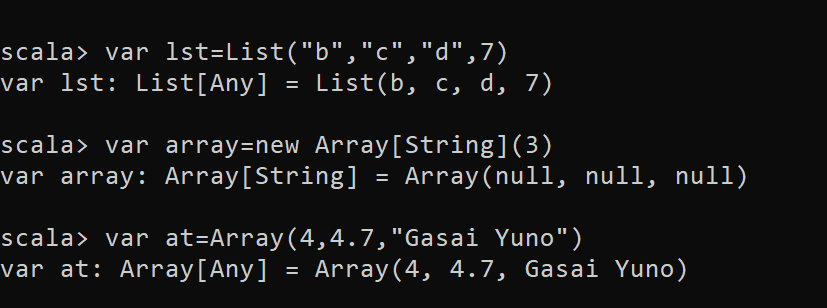 scala> var lst=List("b","c","d",7)
var lst: List[Any] = List(b, c, d, 7)
scala> var array=new Array[String](3)
var array: Array[String] = Array(null, null, null)
scala> var at=Array(4,4.7,"Gasai Yuno")
var at: Array[Any] = Array(4, 4.7, Gasai Yuno)